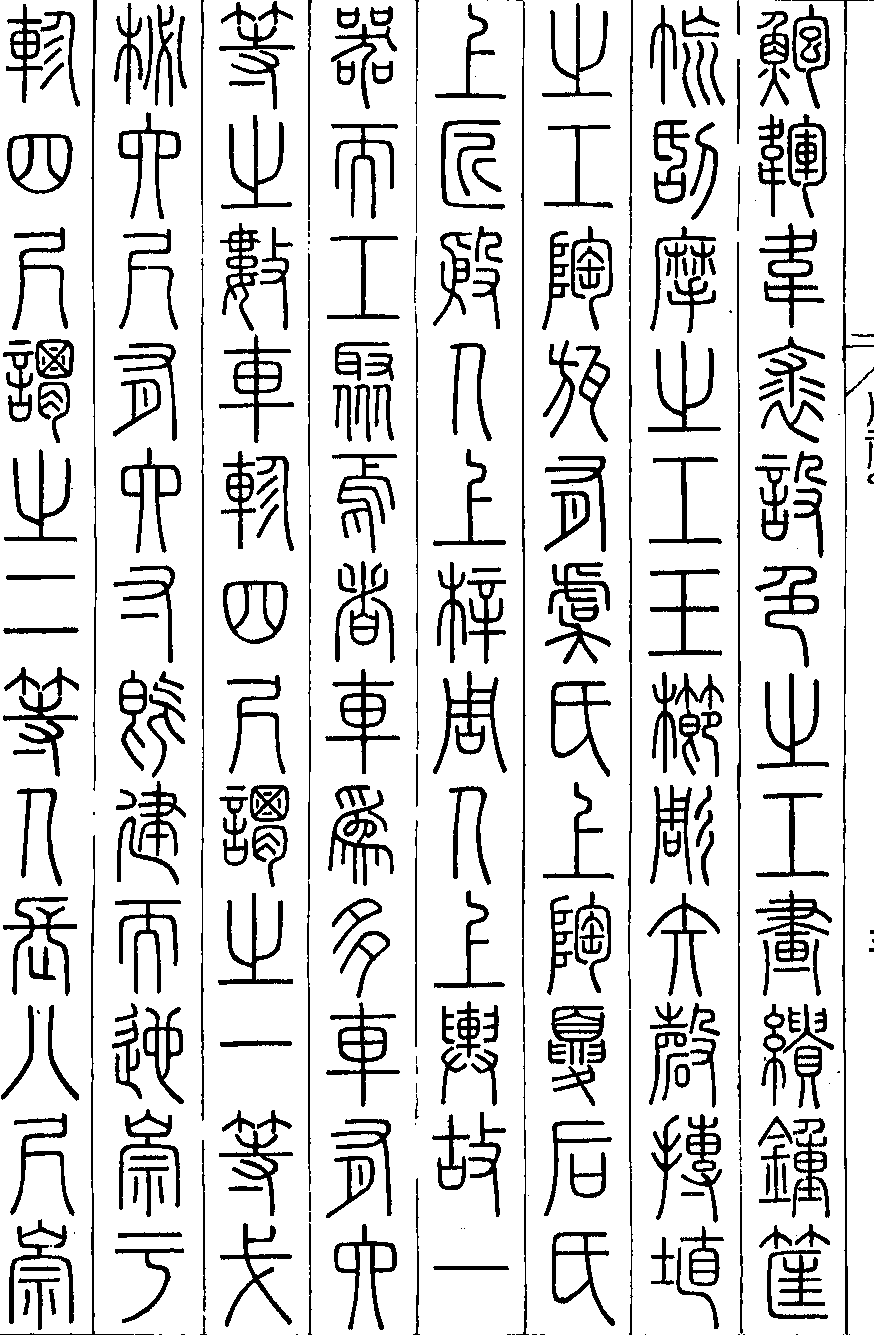 鮑韗韋裘設色之工畫繢鍾筐
㡛刮摩之工玉櫛彫矢磬摶埴
之工陶瓬有虞氏上陶夏后氏
上匠殷人上梓周人上輿故一
器而工聚焉者車爲多車有六
等之數車軫四尺謂之一等戈
柲六尺有六寸既建而迆崇于
軫四尺謂之二等人長八尺崇